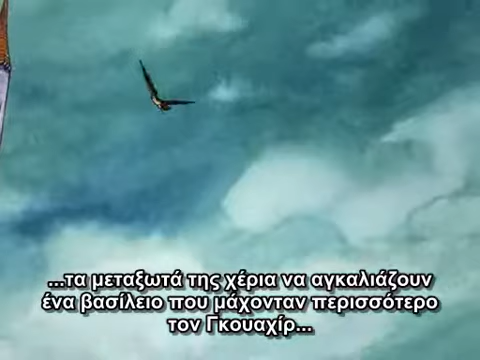 ...τα μεταξωτά της χέρια να αγκαλιάζουν
ένα βασίλειο που μάχονταν περισσότερο
τον Γκουαχίρ...